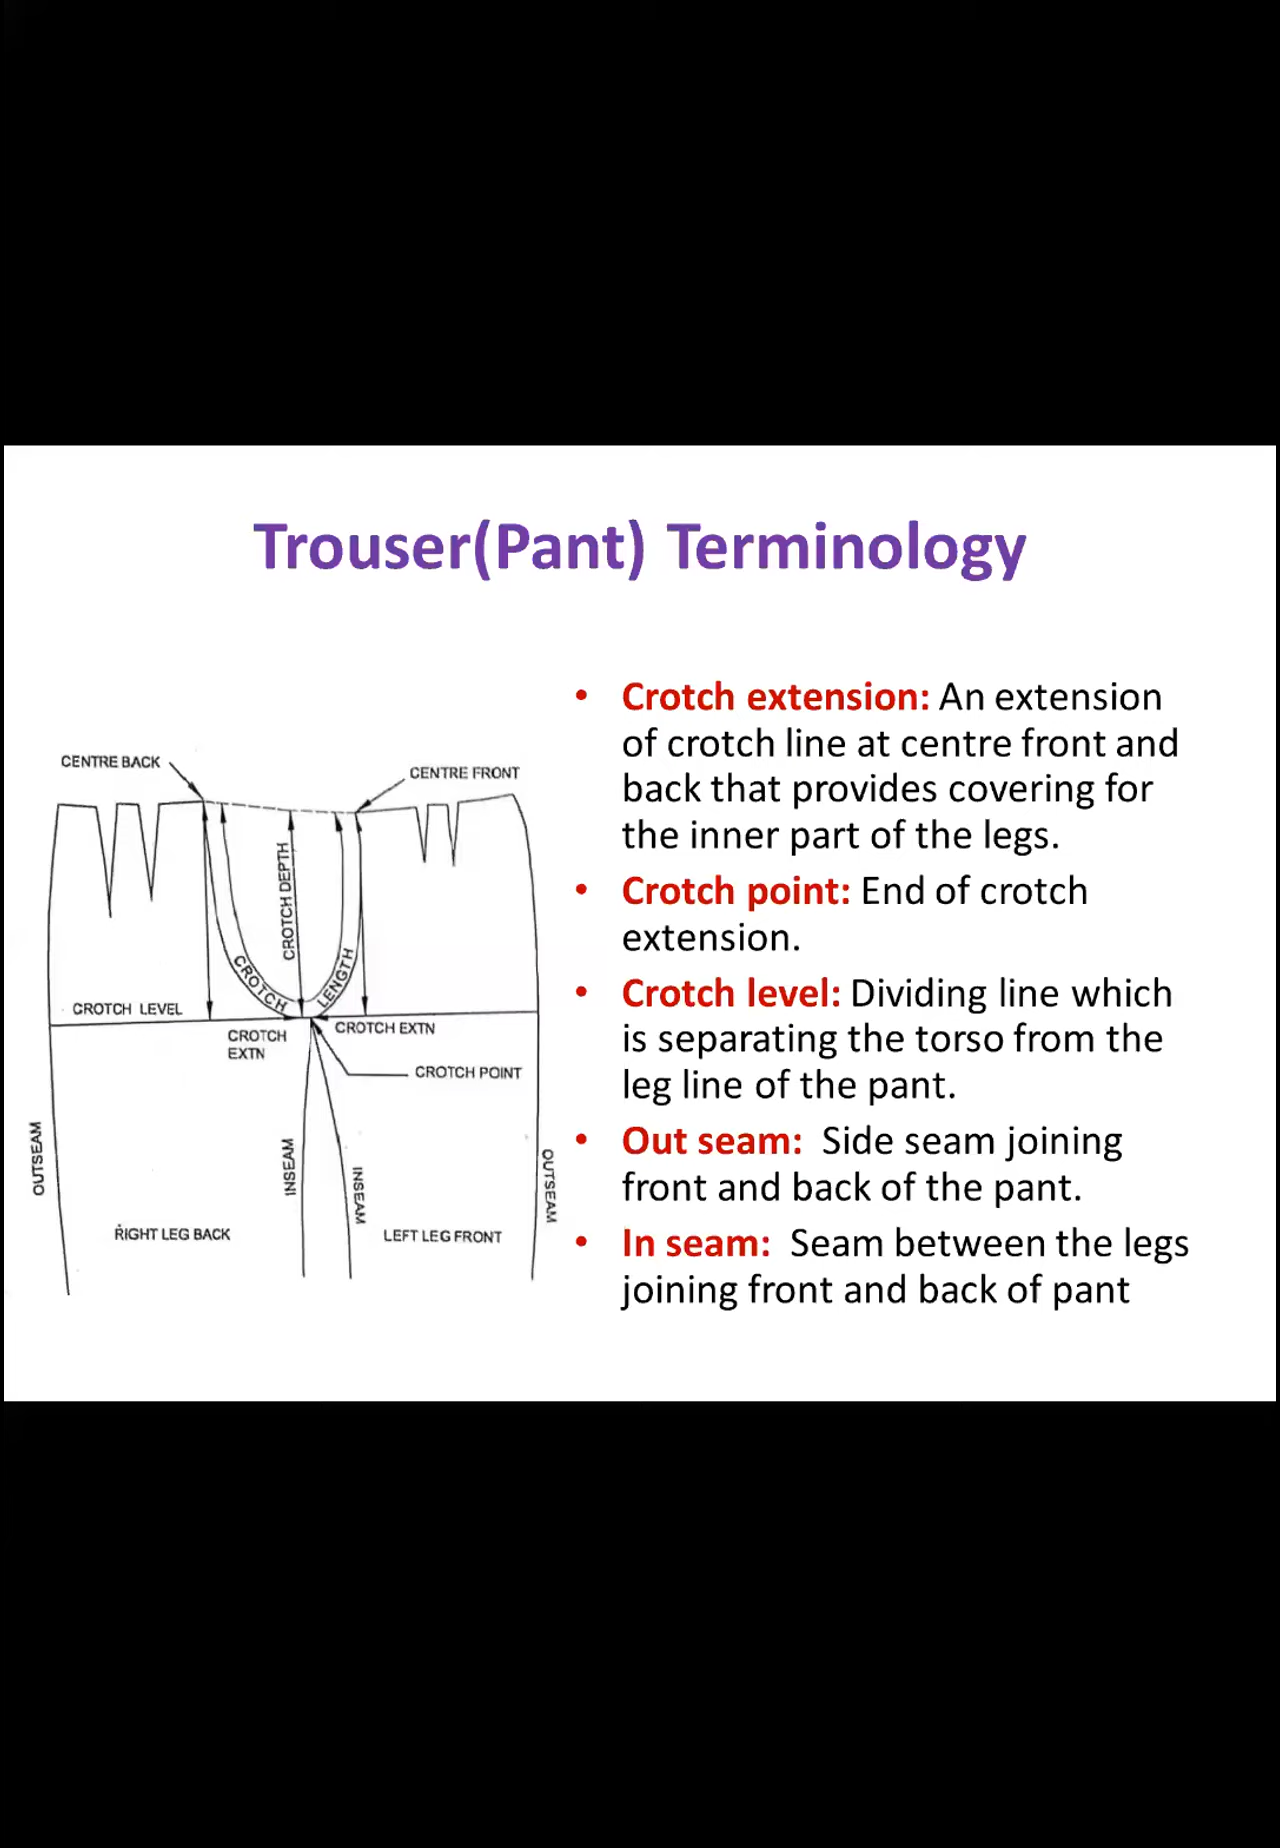 Trouser(Pant) Terminology
CENTRE BACK
CENTRE FRONT
CROTCH DEPTH
CROTCH LENGTH
CROTCH LEVEL
CROTCH
EXTN
CROTCH EXTN
CROTCH POINT
OUTSEAM
INSEAM
INSEAM
OUTSEAM
RIGHT LEG BACK
LEFT LEG FRONT
• Crotch extension: An extension
of crotch line at centre front and
back that provides covering for
the inner part of the legs.
• Crotch point: End of crotch
extension.
• Crotch level: Dividing line which
is separating the torso from the
leg line of the pant.
• Out seam: Side seam joining
front and back of the pant.
• In seam: Seam between the legs
joining front and back of pant